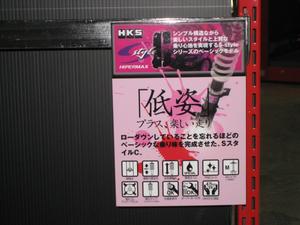 HKS
S-style
HIPERMAX
シンプル構造ながら
美しいスタイルと上質な
乗り心地を実現するS-style
シリーズのベーシックモデル
「低姿」
プラス、楽しい走り
ローダウンしていることを忘れるほどの
ベーシックな乗り味を完成させた、Sスタ
イルC。